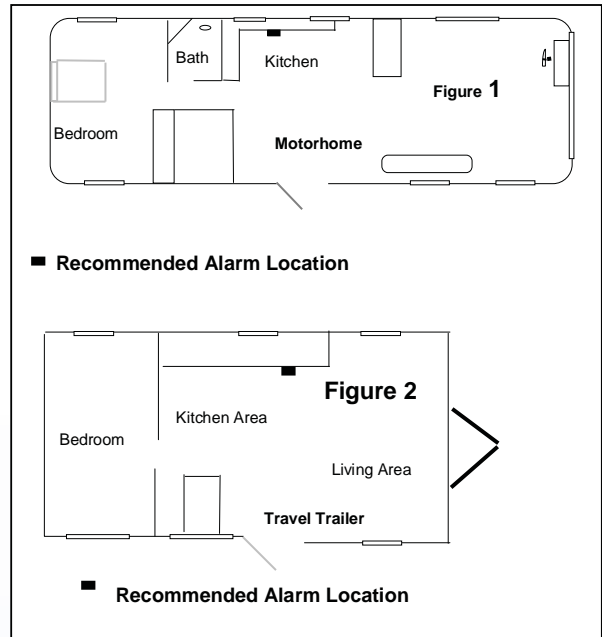 Bath
Kitchen
Figure 1
Bedroom
Motorhome
Recommended Alarm Location
Figure 2
Kitchen Area
Bedroom
Living Area
Travel Trailer
Recommended Alarm Location